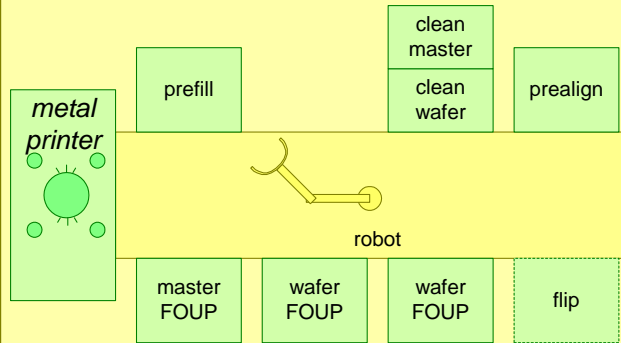 clean
master
clean
wafer
prefill
prealign
metal
printer
robot
master
FOUP
wafer
FOUP
wafer
FOUP
flip